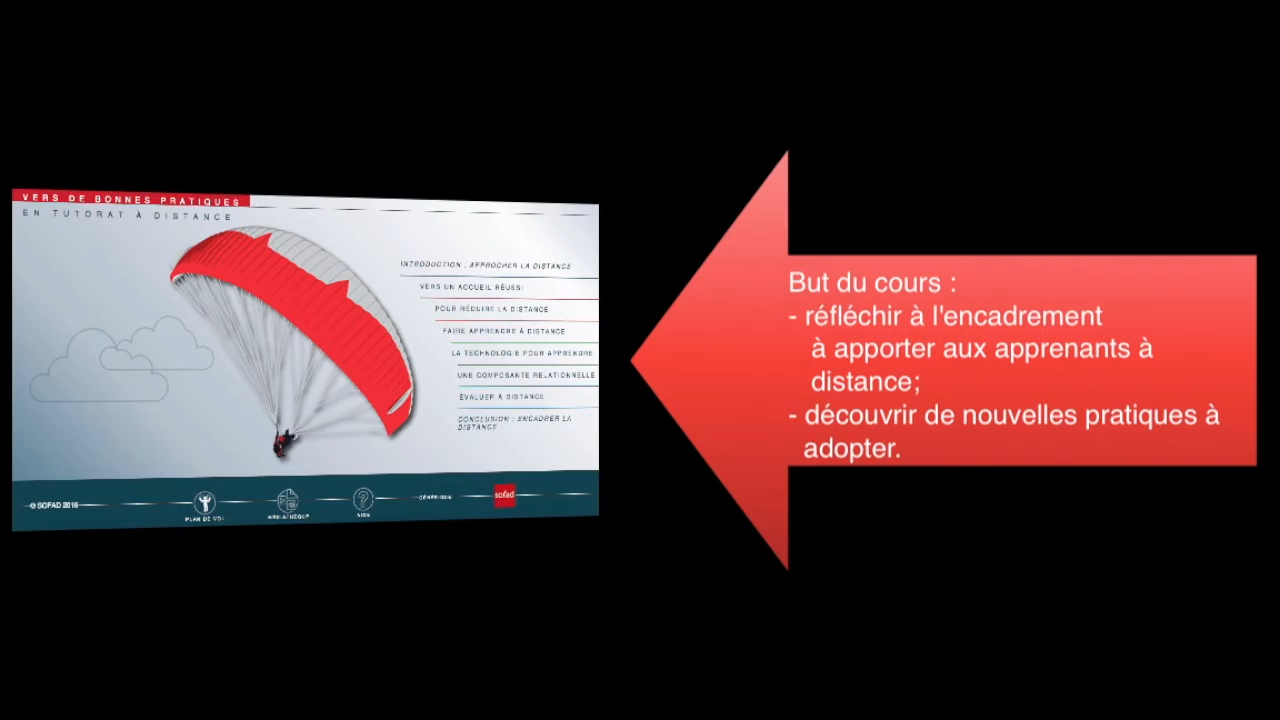 VERS DE BONNES PRATIQUES
EN TUTORAT À DISTANCE
INTRODUCTION : APPROCHER LA DISTANCE
VERS UN ACCUEIL RÉUSSI
POUR RÉDUIRE LA DISTANCE
FAIRE APPRENDRE À DISTANCE
LA TECHNOLOGIE POUR APPRENDRE
UNE COMPOSANTE RELATIONNELLE
ÉVALUER À DISTANCE
CONCLUSION : ENCADRER LA
DISTANCE
© SOFAD 2016
PLAN DE VOL
MÉDIATHÈQUE
AIDE
GÉNÉRIQUE
sofad
But du cours :
- réfléchir à l'encadrement
à apporter aux apprenants à
distance;
- découvrir de nouvelles pratiques à
adopter.